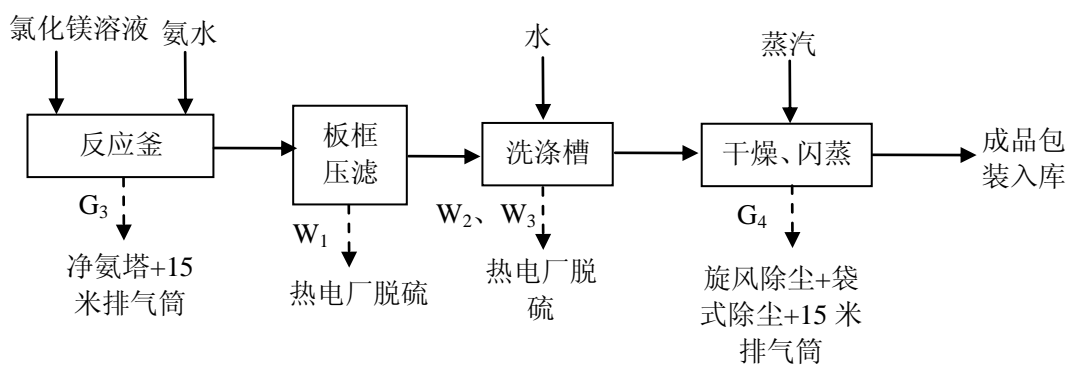 氯化镁溶液 氨水
水
蒸汽
反应釜
板框
压滤
洗涤槽
干燥、闪蒸
成品包
装入库
G3
W1
W2、W3
G4
净氨塔+15
米排气筒
热电厂脱硫
热电厂脱
硫
旋风除尘+袋
式除尘+15 米
排气筒